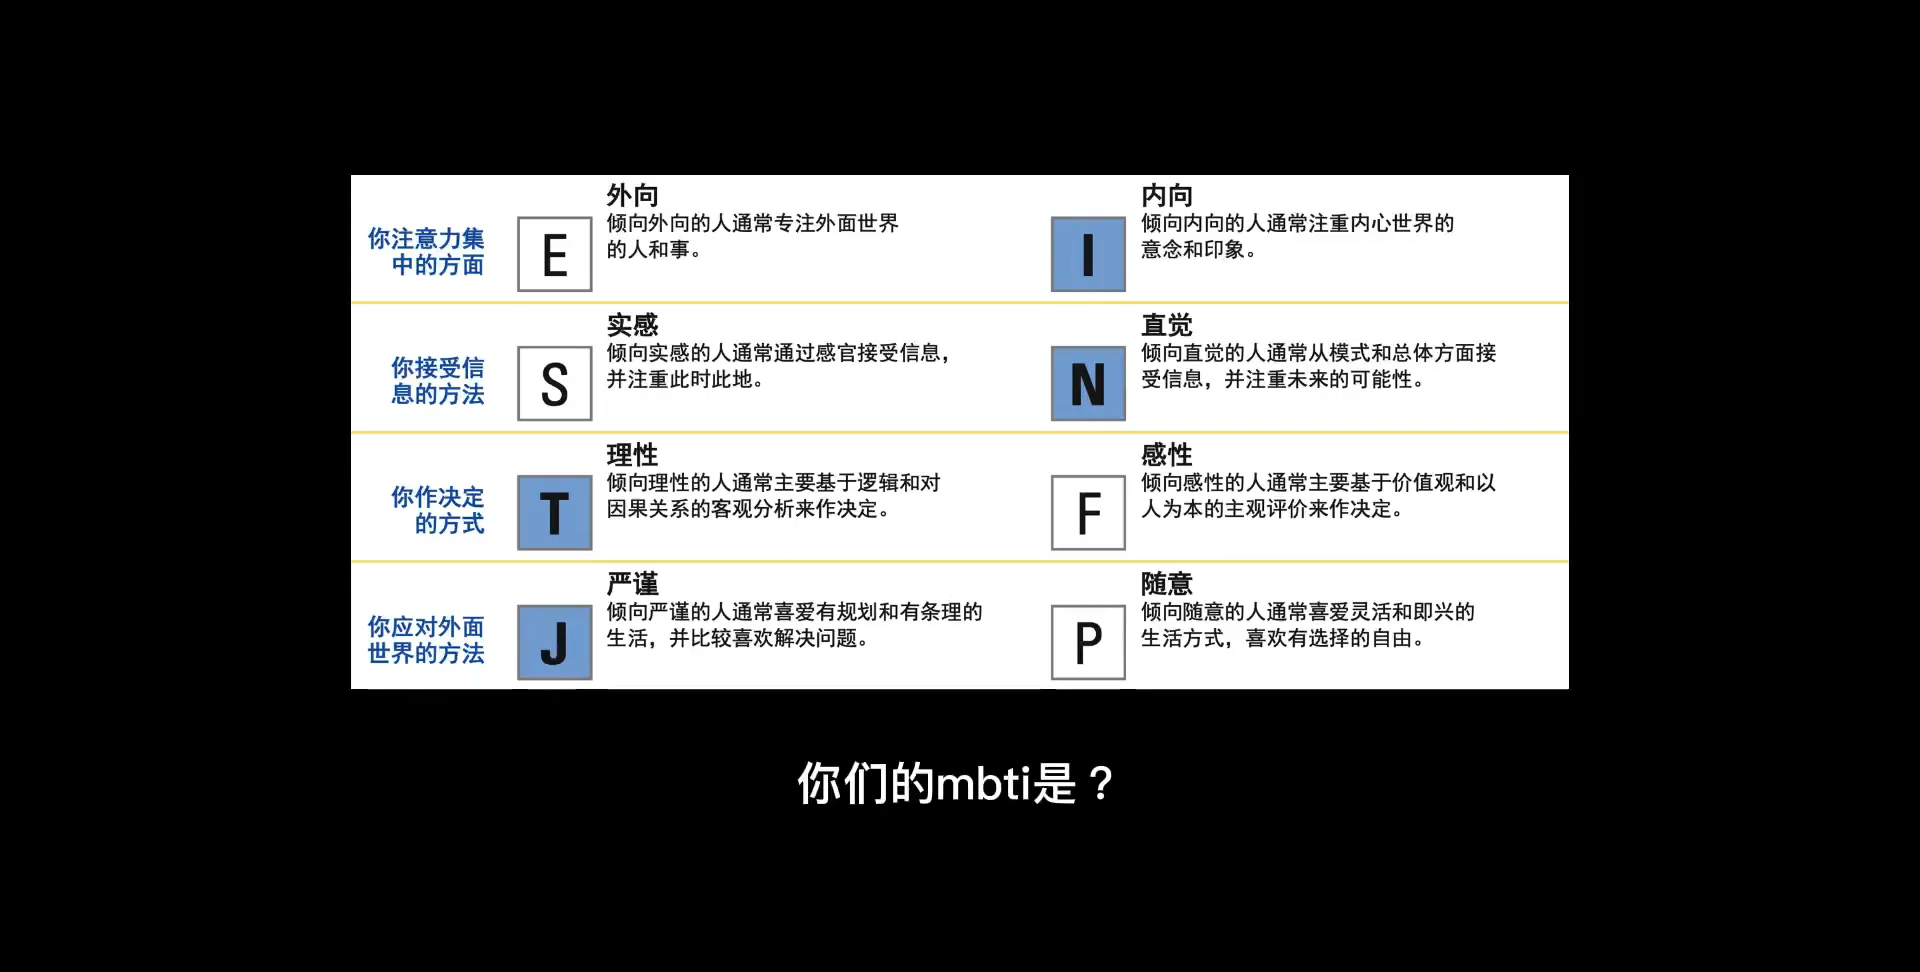 外向
内向
你注意力集
中的方面
E
倾向外向的人通常专注外面世界
的人和事。
I
倾向内向的人通常注重内心世界的
意念和印象。
实感
直觉
你接受信
息的方法
S
倾向实感的人通常通过感官接受信息，
并注重此时此地。
N
倾向直觉的人通常从模式和总体方面接
受信息，并注重未来的可能性。
理性
感性
你作决定
的方式
T
倾向理性的人通常主要基于逻辑和对
因果关系的客观分析来作决定。
F
倾向感性的人通常主要基于价值观和以
人为本的主观评价来作决定。
严谨
随意
你应对外面
世界的方法
J
倾向严谨的人通常喜爱有规划和有条理的
生活，并比较喜欢解决问题。
P
倾向随意的人通常喜爱灵活和即兴的
生活方式，喜欢有选择的自由。
你们的mbti是？